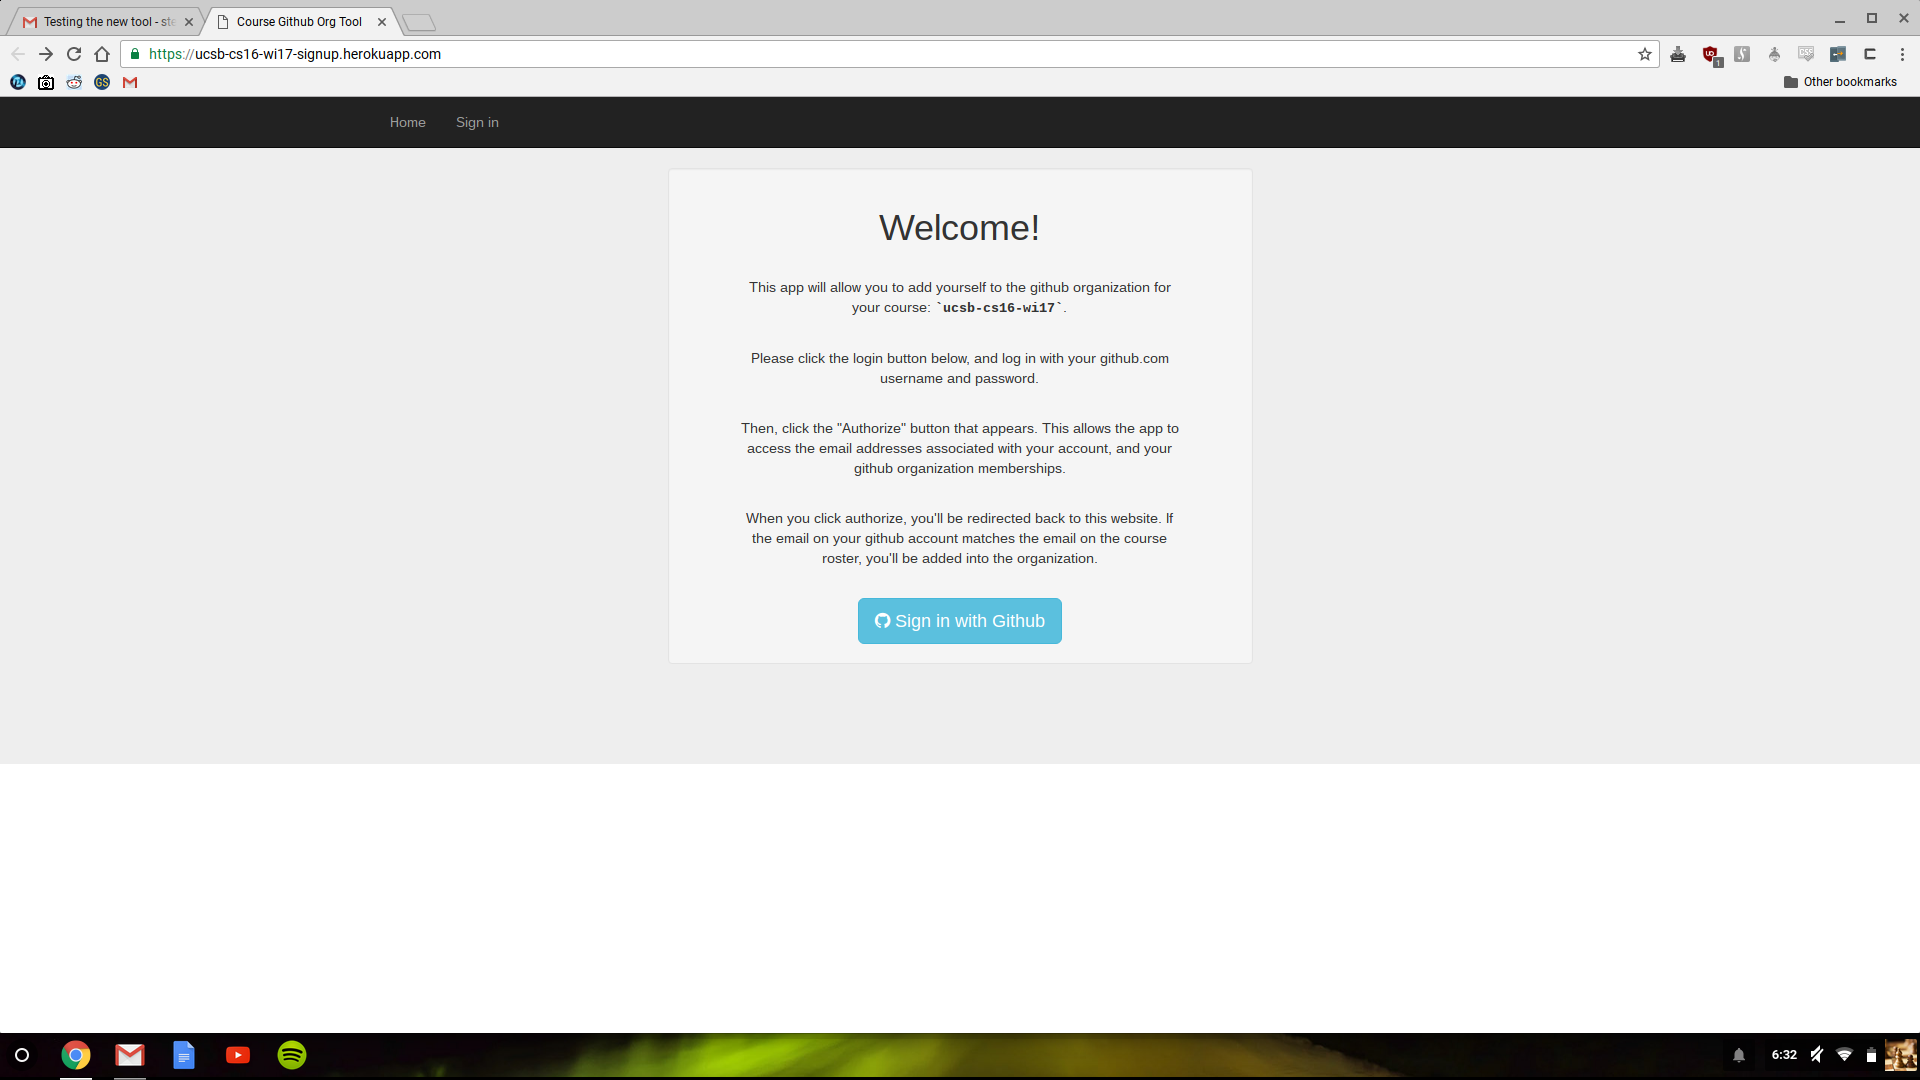 Testing the new tool - ste
Course Github Org Tool
https://ucsb-cs16-wi17-signup.herokuapp.com
1
GS
Other bookmarks
Home
Sign in
Welcome!
This app will allow you to add yourself to the github organization for
your course: `ucsb-cs16-wi17`.
Please click the login button below, and log in with your github.com
username and password.
Then, click the "Authorize" button that appears. This allows the app to
access the email addresses associated with your account, and your
github organization memberships.
When you click authorize, you'll be redirected back to this website. If
the email on your github account matches the email on the course
roster, you'll be added into the organization.
Sign in with Github
6:32